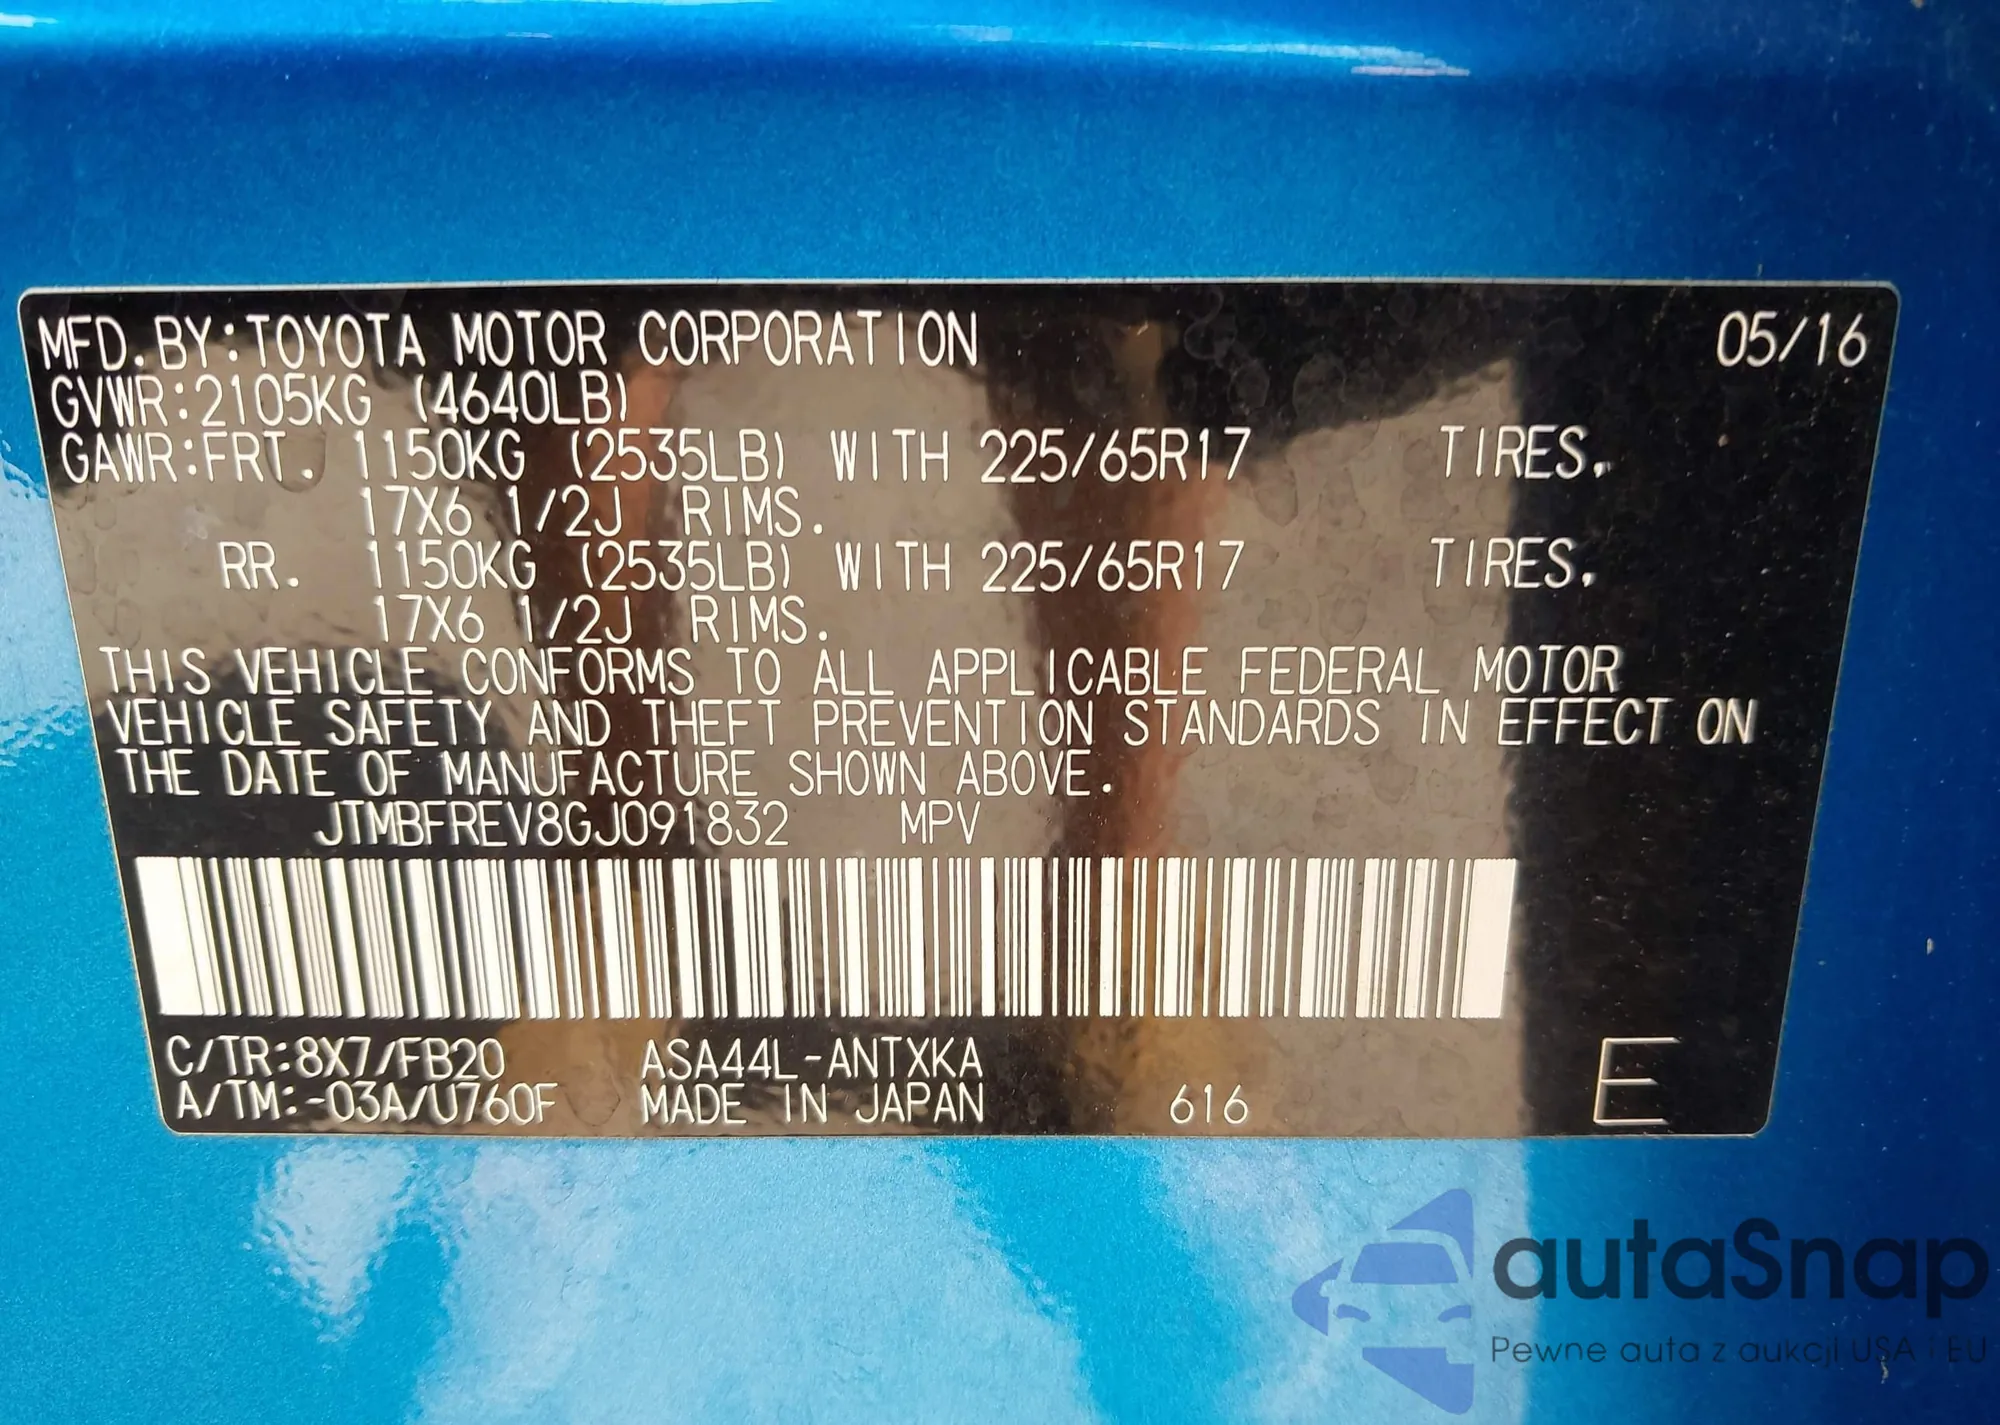 MFD.BY:TOYOTA MOTOR CORPORATION 05/16
GVWR:2105KG (4640LB)
GAWR:FRT. 1150KG (2535LB) WITH 225/65R17 TIRES,
17X6 1/2J RIMS.
RR. 1150KG (2535LB) WITH 225/65R17 TIRES,
17X6 1/2J RIMS.
THIS VEHICLE CONFORMS TO ALL APPLICABLE FEDERAL MOTOR
VEHICLE SAFETY AND THEFT PREVENTION STANDARDS IN EFFECT ON
THE DATE OF MANUFACTURE SHOWN ABOVE.
JTMBFREV8GJ091832 MPV
C/TR:8X7/FB20 ASA44L-ANTXKA
A/TM:-03A/U760F MADE IN JAPAN 616 E
autaSnap
Pewne auta z aukcji USA i EU